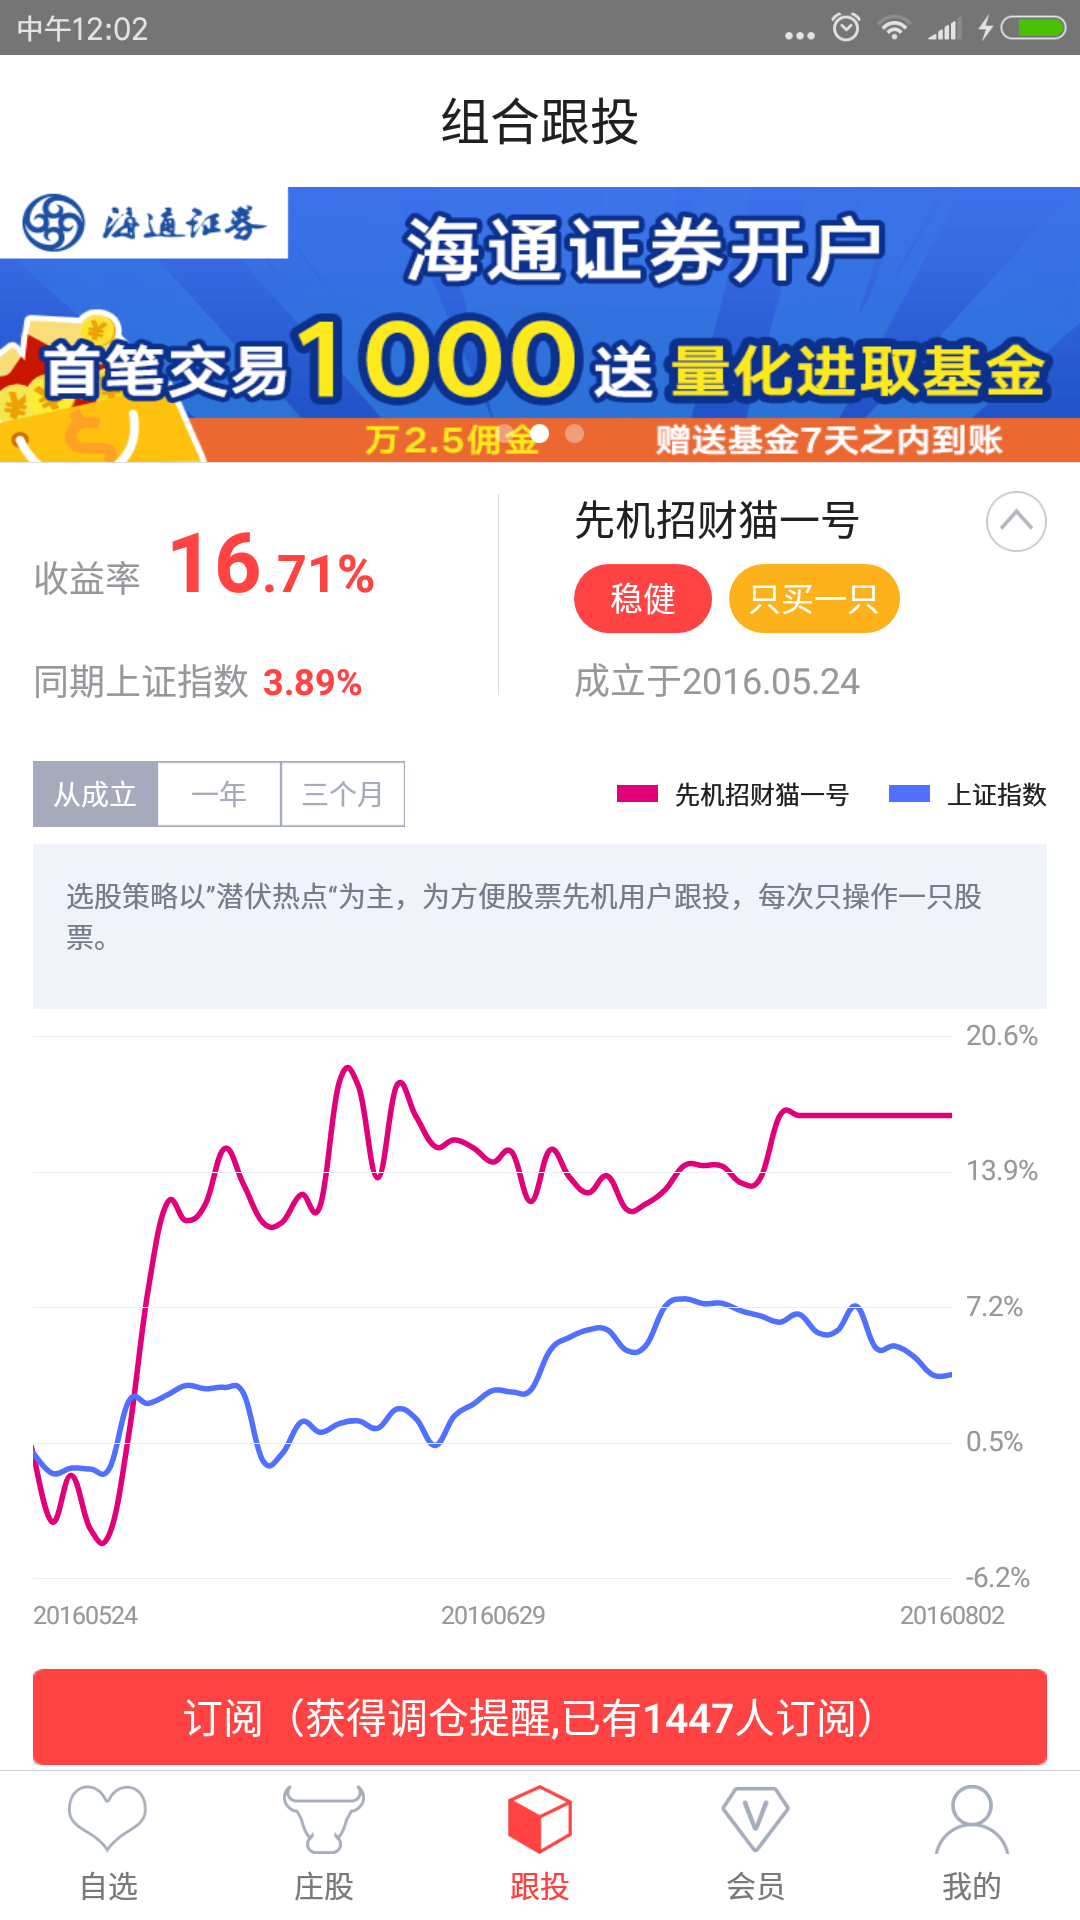 中午12:02
组合跟投
海通证券
海通证券开户
首笔交易1000送量化进取基金
万2.5佣金 赠送基金7天之内到账
收益率 16.71%
同期上证指数 3.89%
先机招财猫一号
稳健 只买一只
成立于2016.05.24
从成立 一年 三个月
先机招财猫一号 上证指数
选股策略以”潜伏热点“为主，为方便股票先机用户跟投，每次只操作一只股
票。
20.6%
13.9%
7.2%
0.5%
-6.2%
20160524 20160629 20160802
订阅（获得调仓提醒,已有1447人订阅）
自选 庄股 跟投 会员 我的